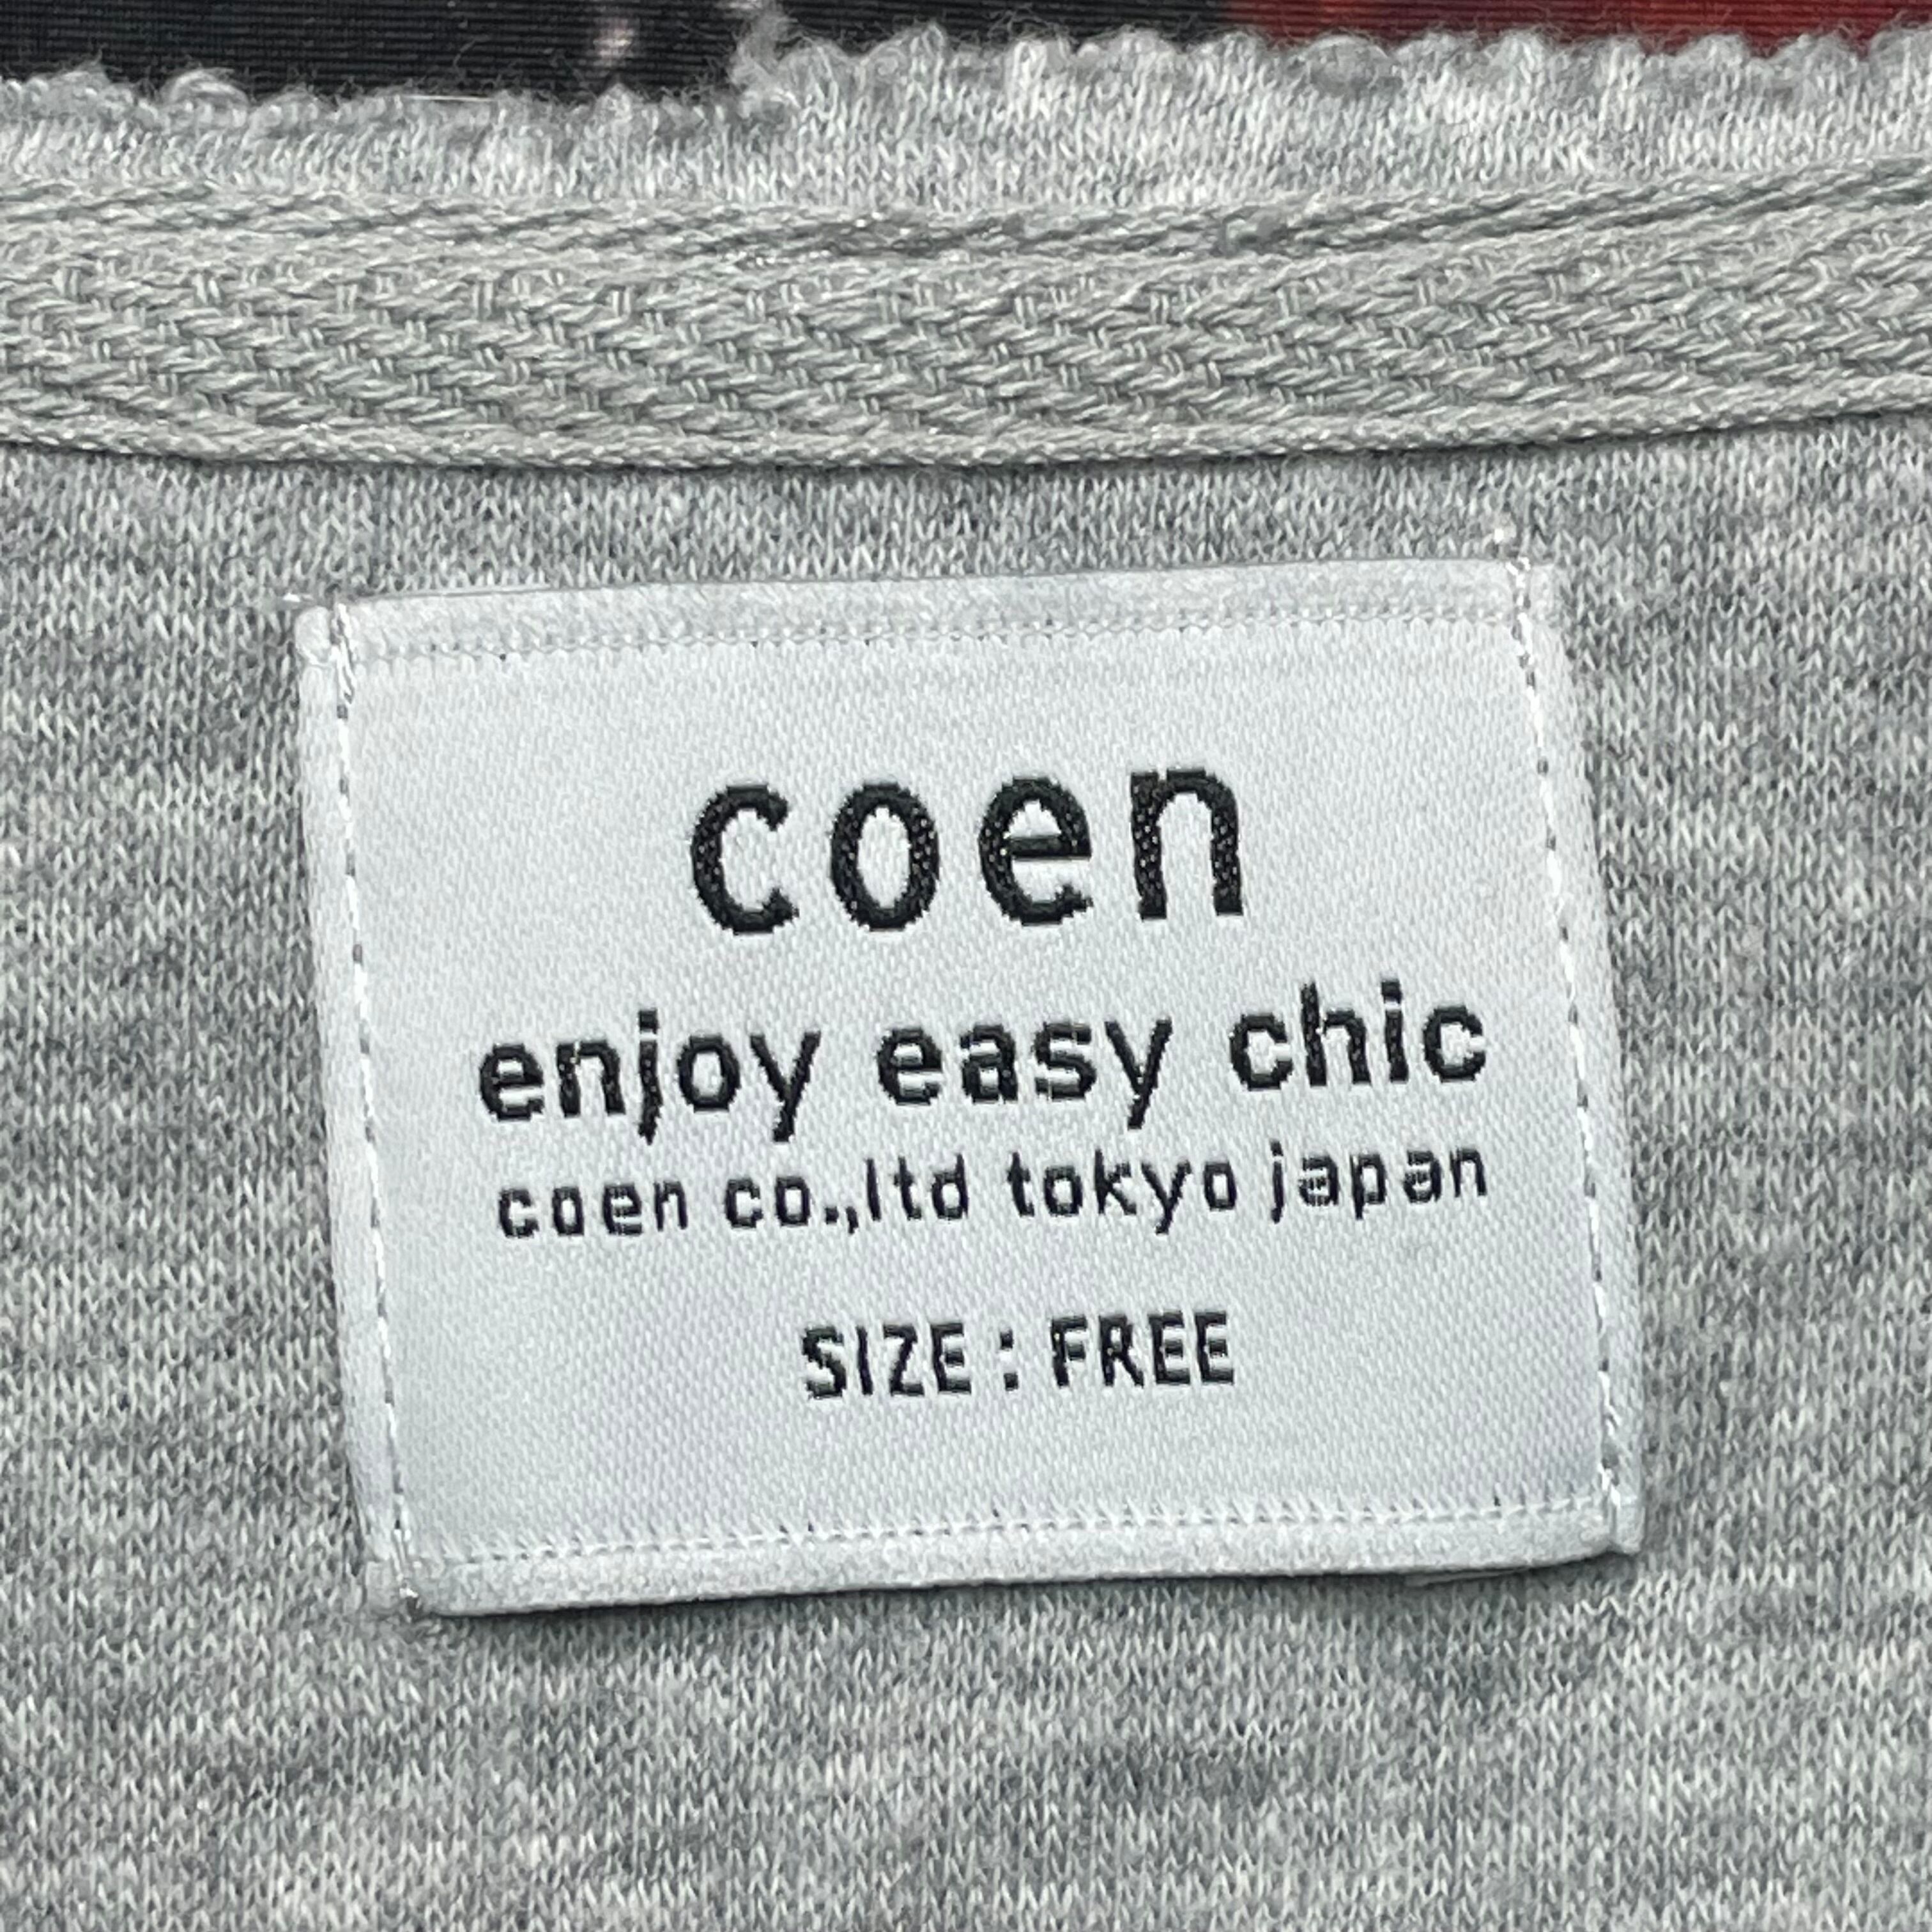 coen
enjoy easy chic
coen co.,ltd tokyo japan
SIZE : FREE